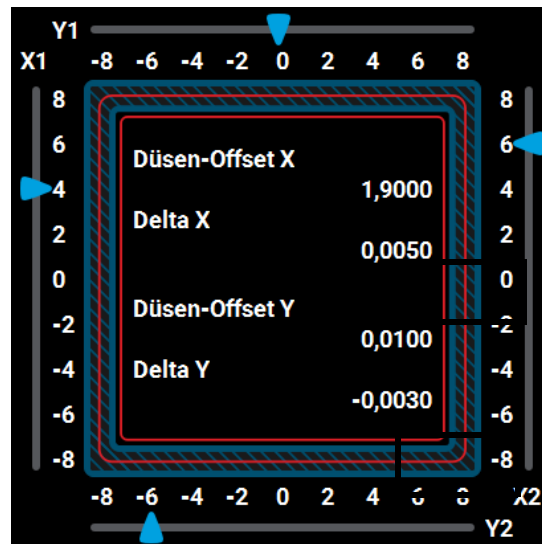 Y1
X1 -8 -6 -4 -2 0 2 4 6 8
8 8
6 Düsen-Offset X 6
4 1,9000 4
2 Delta X 2
0,0050
0 0
-2 Düsen-Offset Y -2
0,0100
-4 Delta Y -4
-6 -0,0030 -6
-8 -8
-8 -6 -4 -2 0 2 4 X2
Y2